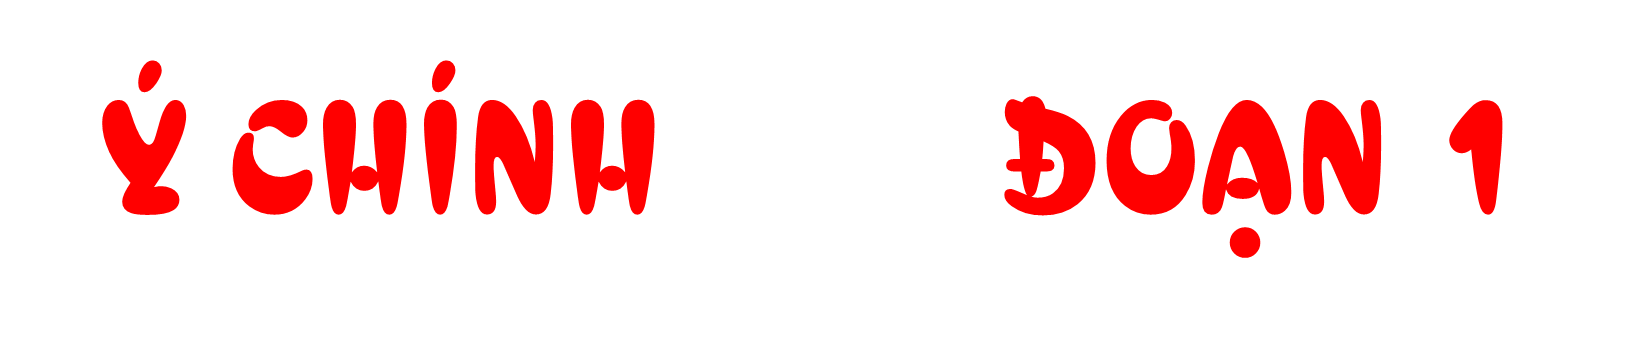 Ý CHÍNH ĐOẠN 1